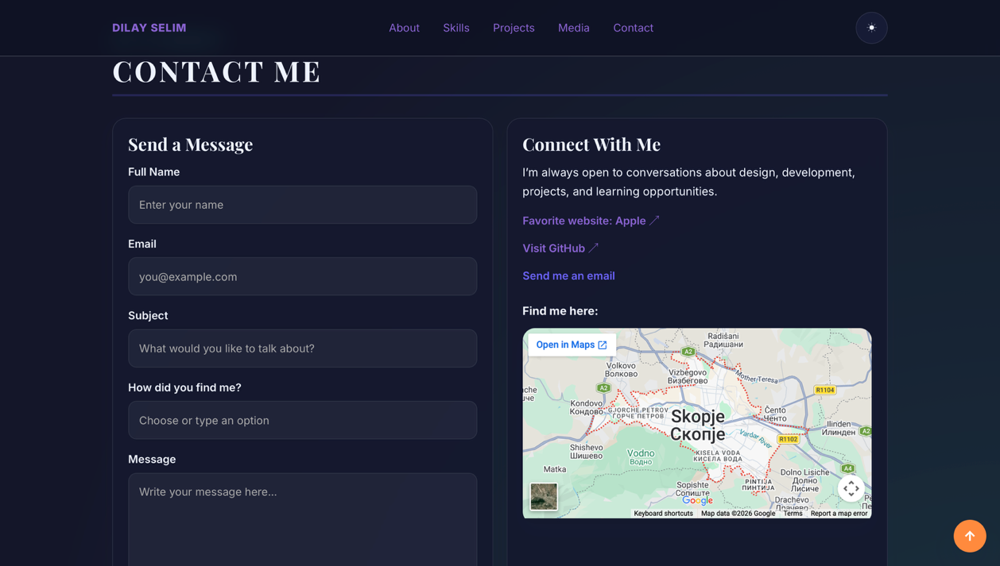 DILAY SELIM
About
Skills
Projects
Media
Contact
CONTACT ME
Send a Message
Full Name
Enter your name
Email
you@example.com
Subject
What would you like to talk about?
How did you find me?
Choose or type an option
Message
Write your message here...
Connect With Me
I'm always open to conversations about design, development,
projects, and learning opportunities.
Favorite website: Apple ↗
Visit GitHub ↗
Send me an email
Find me here:
Open in Maps
Radišani
Радишани
A2
Volkovo
Волково
Vizbegovo
Визбегово
Mother Teresa
A2
R1104
Kondovo
Кондово
GJORCHE PETROV
ЃОРЧЕ ПЕТРОВ
Skopje
Скопје
Čento
Ченто
Ilinden
Илинден
A2
Vardar River
R1102
Shishevo
Шишево
Vodno
Водно
KISELA VODA
КИСЕЛА ВОДА
Matka
A4
Dolno Lisiče
Долно
Лисиче
PINTIJA
ПИНТИЈА
Sopishte
Сопиште
Drachevo
Драчево
Google
Keyboard shortcuts
Map data ©2026 Google
Terms
Report a map error